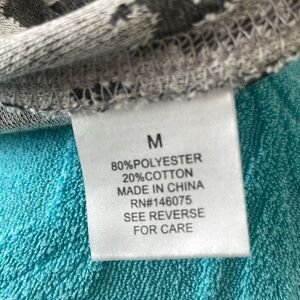 M
80%POLYESTER
20%COTTON
MADE IN CHINA
RN#146075
SEE REVERSE
FOR CARE